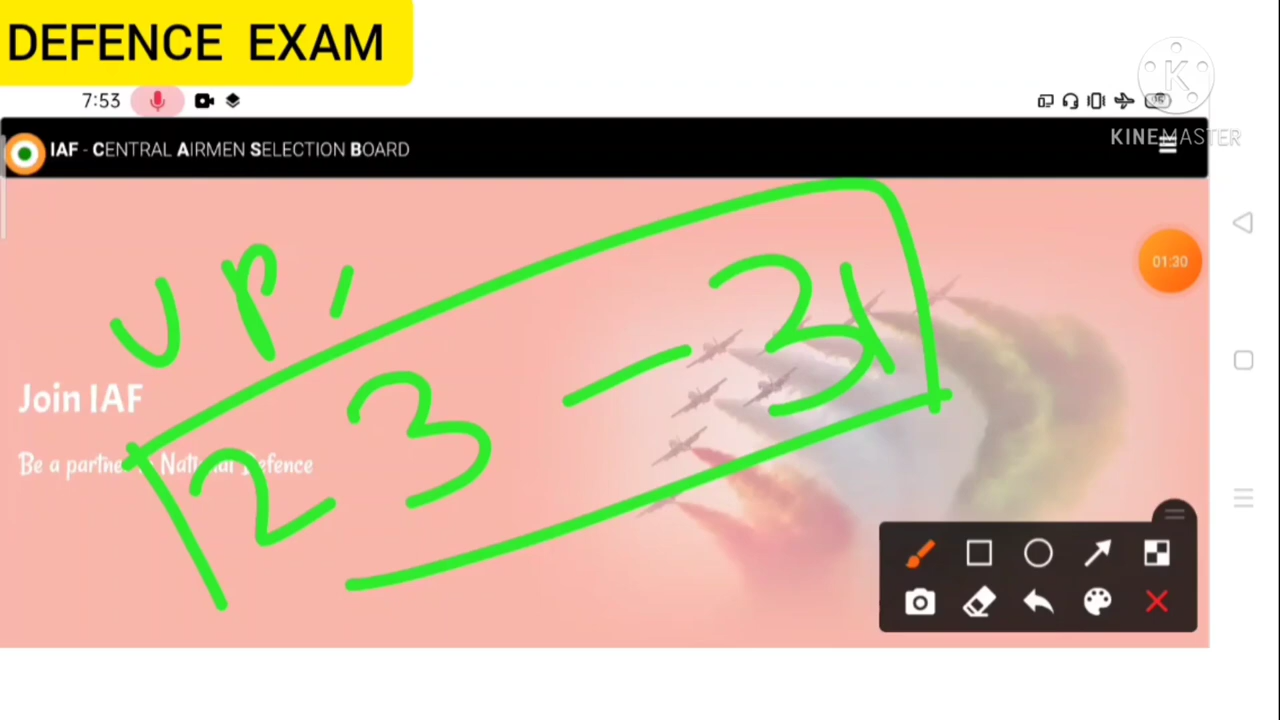 DEFENCE EXAM
7:53
KINEMASTER
IAF - CENTRAL AIRMEN SELECTION BOARD
01:30
UP,
23 - 31
Join IAF
Be a partner National Defence